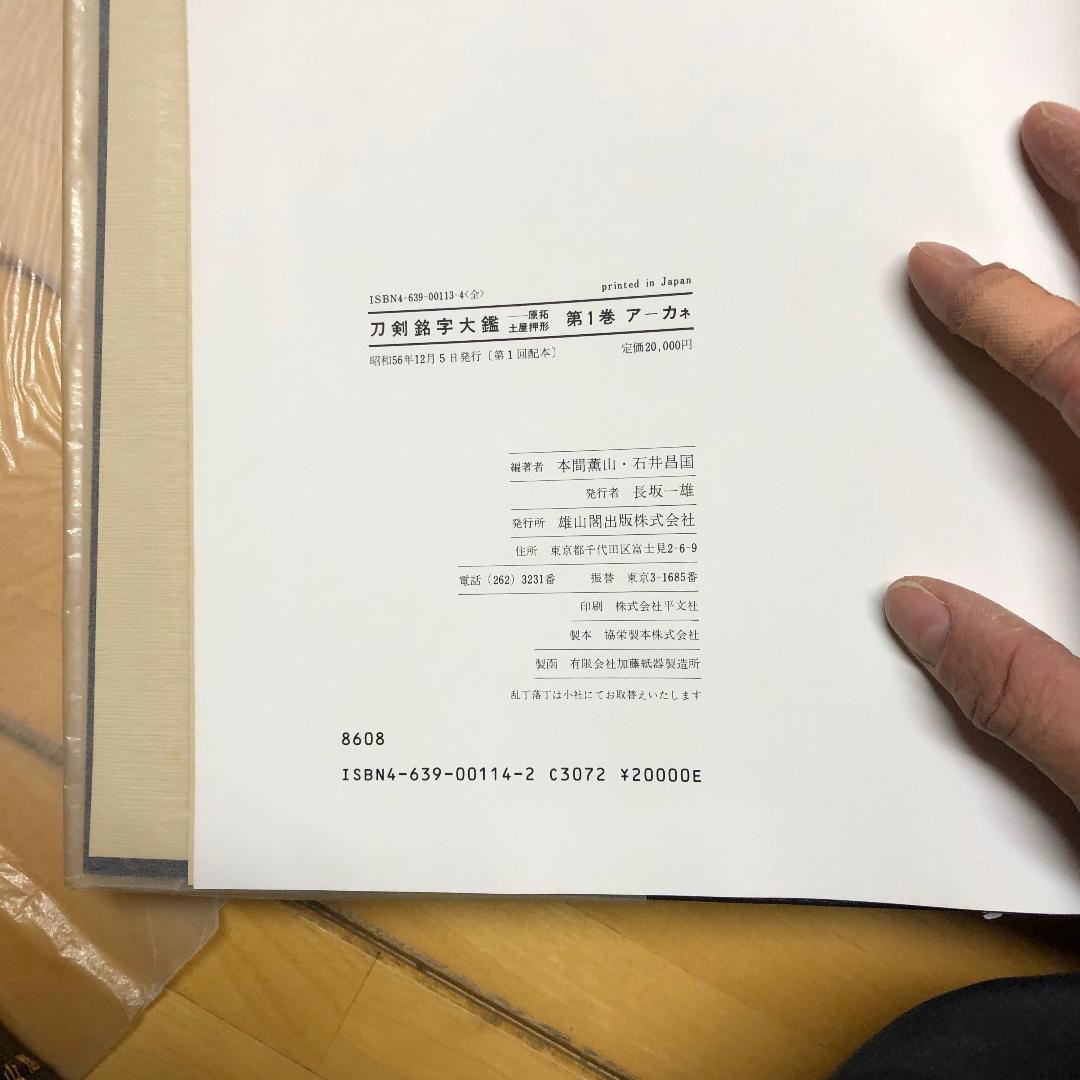 ISBN4-639-00113-4〈全〉 printed in Japan
刀剣銘字大鑑 ──原拓土屋押形 第1巻 アーカネ
昭和56年12月5日発行〔第1回配本〕 定価20,000円
編著者 本間薫山・石井昌国
発行者 長坂一雄
発行所 雄山閣出版株式会社
住所 東京都千代田区富士見2-6-9
電話(262)3231番 振替 東京3-1685番
印刷 株式会社平文社
製本 協栄製本株式会社
製函 有限会社加藤紙器製造所
乱丁落丁は小社にてお取替えいたします
8608
ISBN4-639-00114-2 C3072 ¥20000E